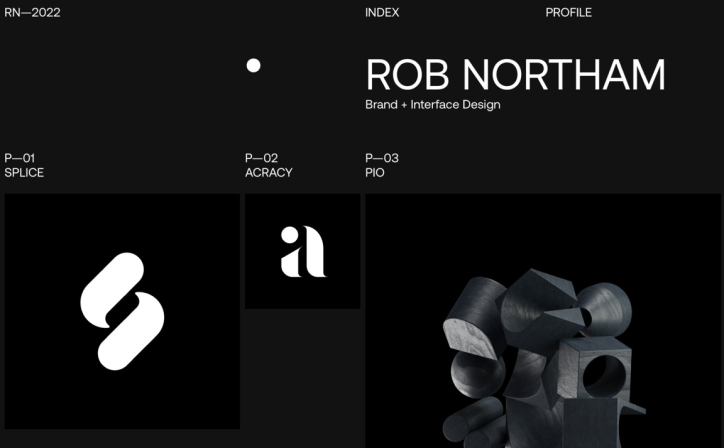 RN—2022
INDEX
PROFILE
ROB NORTHAM
Brand + Interface Design
P—01
SPLICE
P—02
ACRACY
P—03
PIO
a